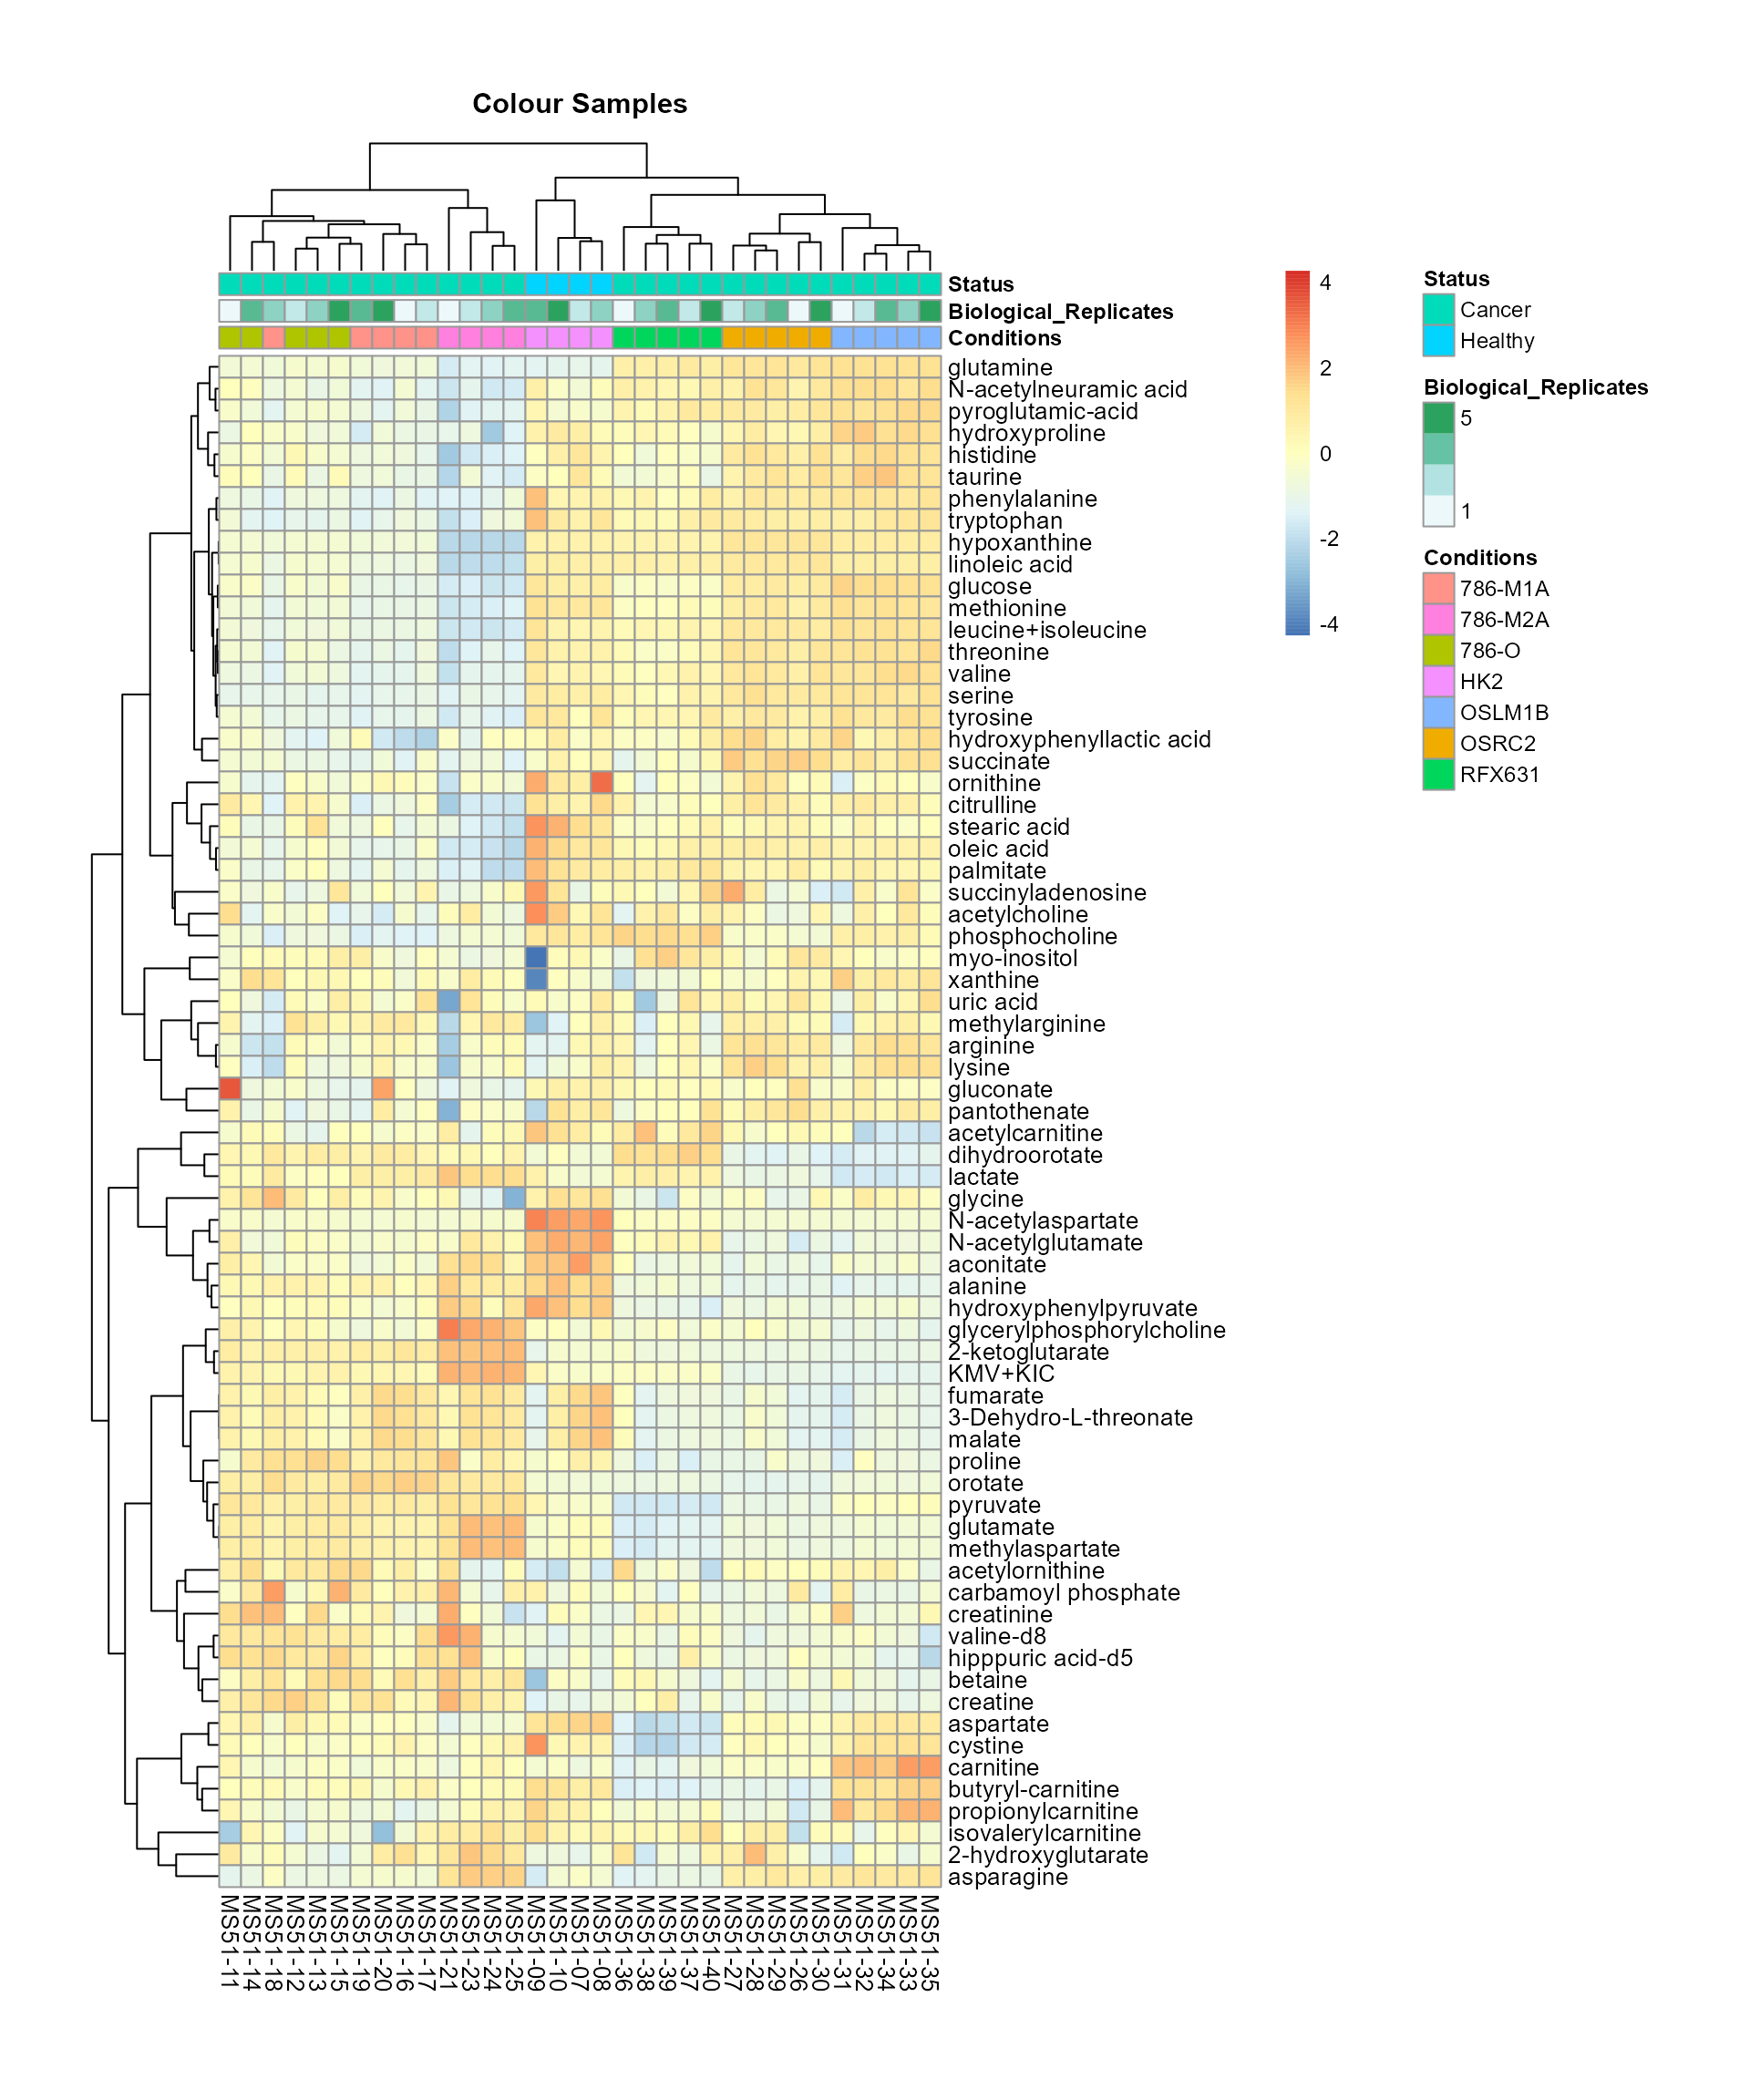 Colour Samples
Status
Biological_Replicates
Conditions
glutamine
N-acetylneuramic acid
pyroglutamic-acid
hydroxyproline
histidine
taurine
phenylalanine
tryptophan
hypoxanthine
linoleic acid
glucose
methionine
leucine+isoleucine
threonine
valine
serine
tyrosine
hydroxyphenyllactic acid
succinate
ornithine
citrulline
stearic acid
oleic acid
palmitate
succinyladenosine
acetylcholine
phosphocholine
myo-inositol
xanthine
uric acid
methylarginine
arginine
lysine
gluconate
pantothenate
acetylcarnitine
dihydroorotate
lactate
glycine
N-acetylaspartate
N-acetylglutamate
aconitate
alanine
hydroxyphenylpyruvate
glycerylphosphorylcholine
2-ketoglutarate
KMV+KIC
fumarate
3-Dehydro-L-threonate
malate
proline
orotate
pyruvate
glutamate
methylaspartate
acetylornithine
carbamoyl phosphate
creatinine
valine-d8
hipppuric acid-d5
betaine
creatine
aspartate
cystine
carnitine
butyryl-carnitine
propionylcarnitine
isovalerylcarnitine
2-hydroxyglutarate
asparagine
MS51-11
MS51-14
MS51-18
MS51-12
MS51-13
MS51-15
MS51-19
MS51-20
MS51-16
MS51-17
MS51-21
MS51-23
MS51-24
MS51-25
MS51-09
MS51-10
MS51-07
MS51-08
MS51-36
MS51-38
MS51-39
MS51-37
MS51-40
MS51-27
MS51-28
MS51-29
MS51-26
MS51-30
MS51-31
MS51-32
MS51-34
MS51-33
MS51-35
4
2
0
-2
-4
Status
Cancer
Healthy
Biological_Replicates
5
1
Conditions
786-M1A
786-M2A
786-O
HK2
OSLM1B
OSRC2
RFX631